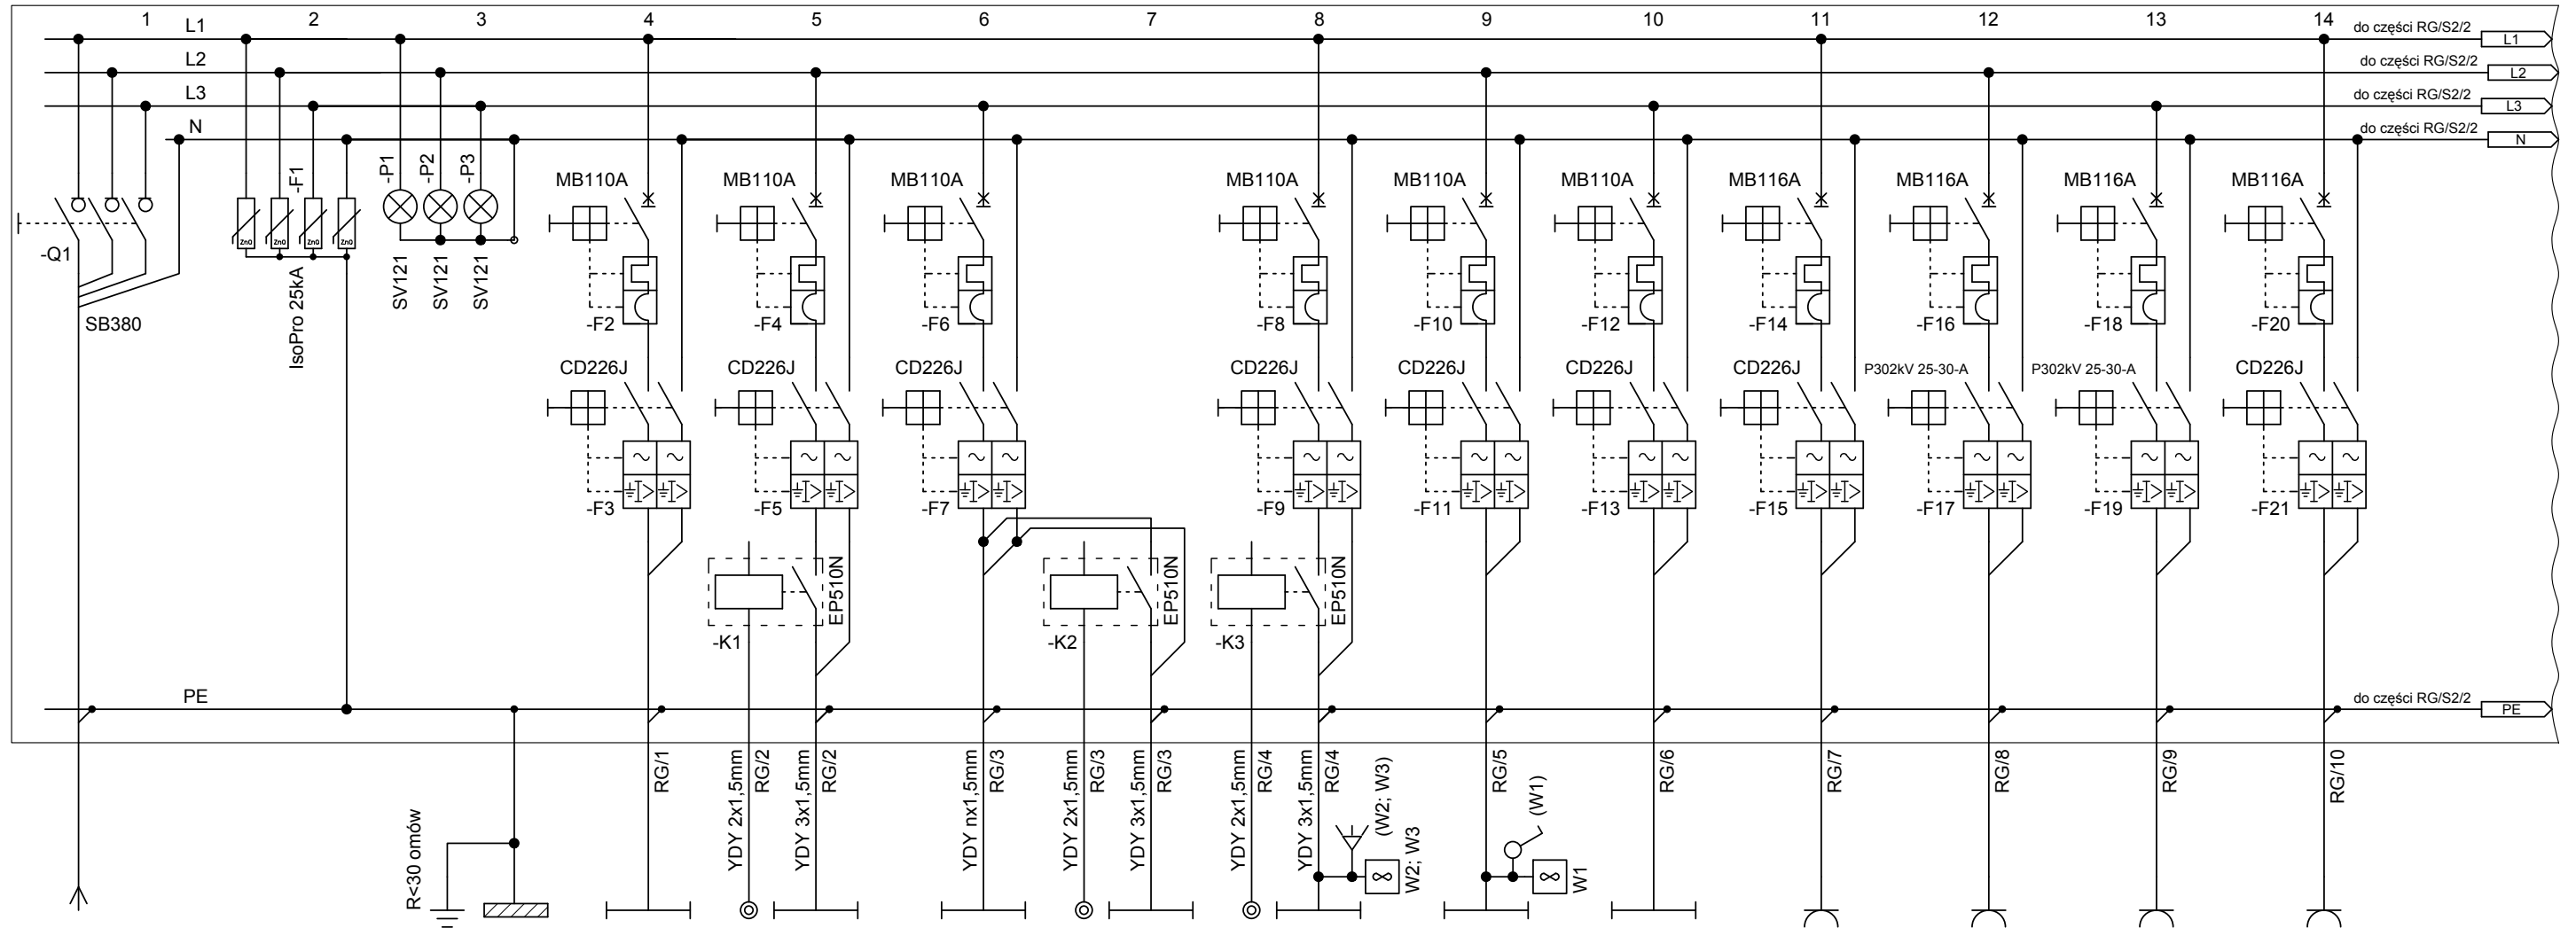 1 2 3 4 5 6 7 8 9 10 11 12 13 14
L1 do części RG/S2/2 L1
L2 do części RG/S2/2 L2
L3 do części RG/S2/2 L3
N do części RG/S2/2 N
-F1 -P1 -P2 -P3
MB110A MB110A MB110A MB110A MB110A MB110A MB116A MB116A MB116A MB116A
-Q1 ZnO ZnO ZnO ZnO
SB380 IsoPro 25kA SV121 SV121 SV121
-F2 -F4 -F6 -F8 -F10 -F12 -F14 -F16 -F18 -F20
CD226J CD226J CD226J CD226J CD226J CD226J CD226J P302kV 25-30-A P302kV 25-30-A CD226J
-F3 -F5 -F7 -F9 -F11 -F13 -F15 -F17 -F19 -F21
EP510N EP510N EP510N
-K1 -K2 -K3
PE do części RG/S2/2 PE
RG/1
YDY 2x1,5mm RG/2
YDY 3x1,5mm RG/2
YDY nx1,5mm RG/3
YDY 2x1,5mm RG/3
YDY 3x1,5mm RG/3
YDY 2x1,5mm RG/4
YDY 3x1,5mm RG/4
RG/5
RG/6
RG/7
RG/8
RG/9
RG/10
R<30 omów
(W2; W3)
W2; W3
(W1)
W1